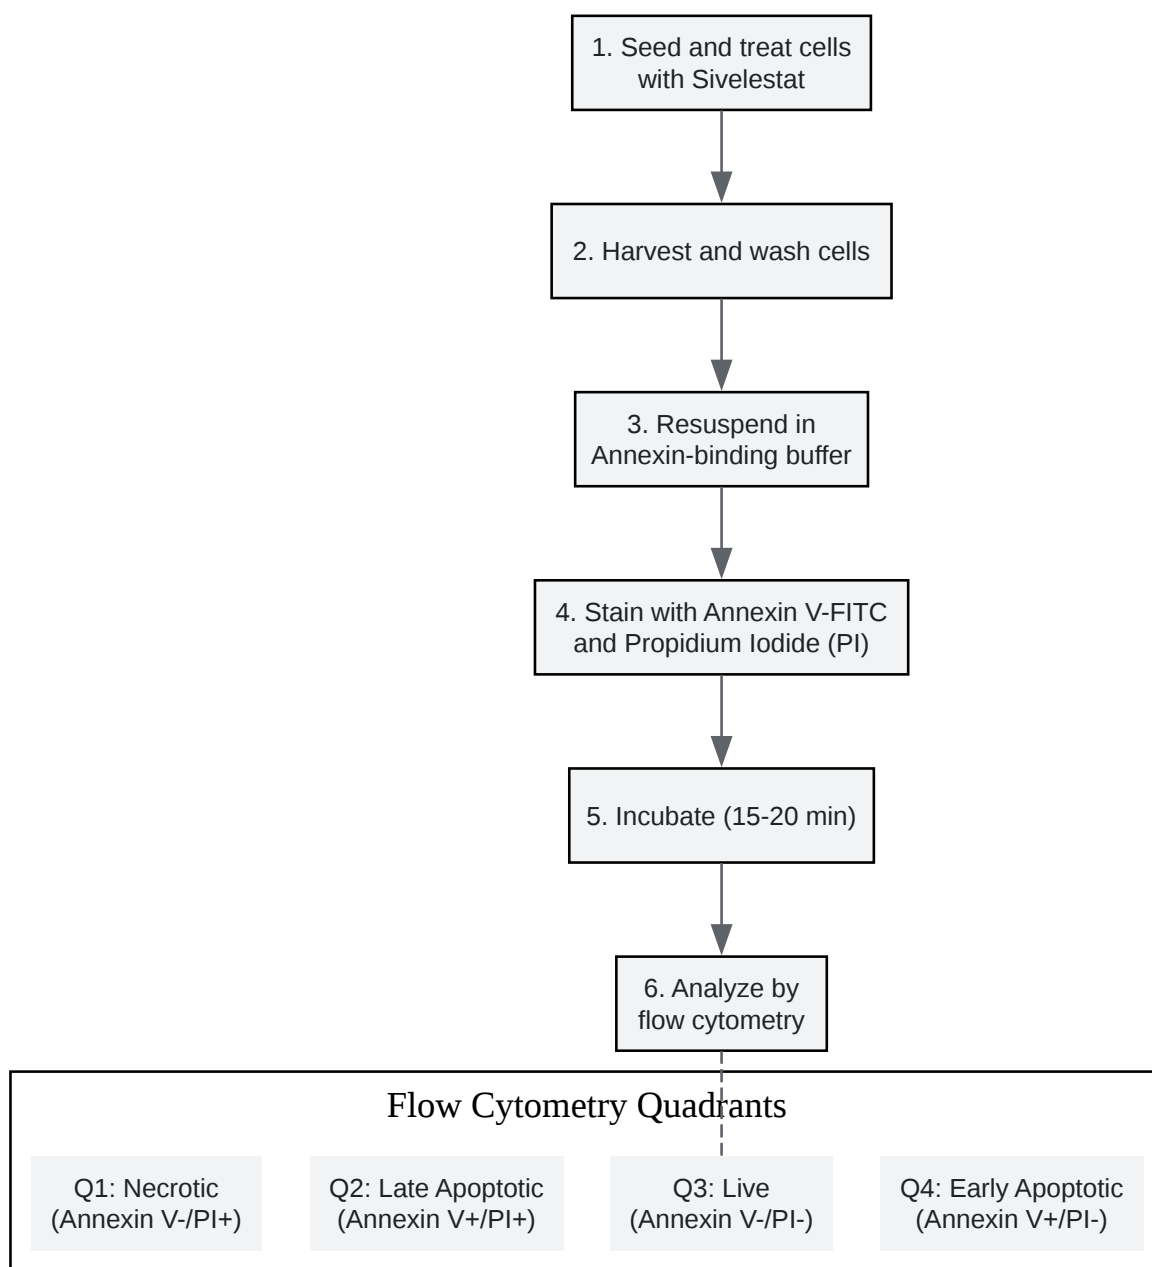 1. Seed and treat cells
with Sivelestat
2. Harvest and wash cells
3. Resuspend in
Annexin-binding buffer
4. Stain with Annexin V-FITC
and Propidium Iodide (PI)
5. Incubate (15-20 min)
6. Analyze by
flow cytometry
Flow Cytometry Quadrants
Q1: Necrotic
(Annexin V-/PI+)
Q2: Late Apoptotic
(Annexin V+/PI+)
Q3: Live
(Annexin V-/PI-)
Q4: Early Apoptotic
(Annexin V+/PI-)